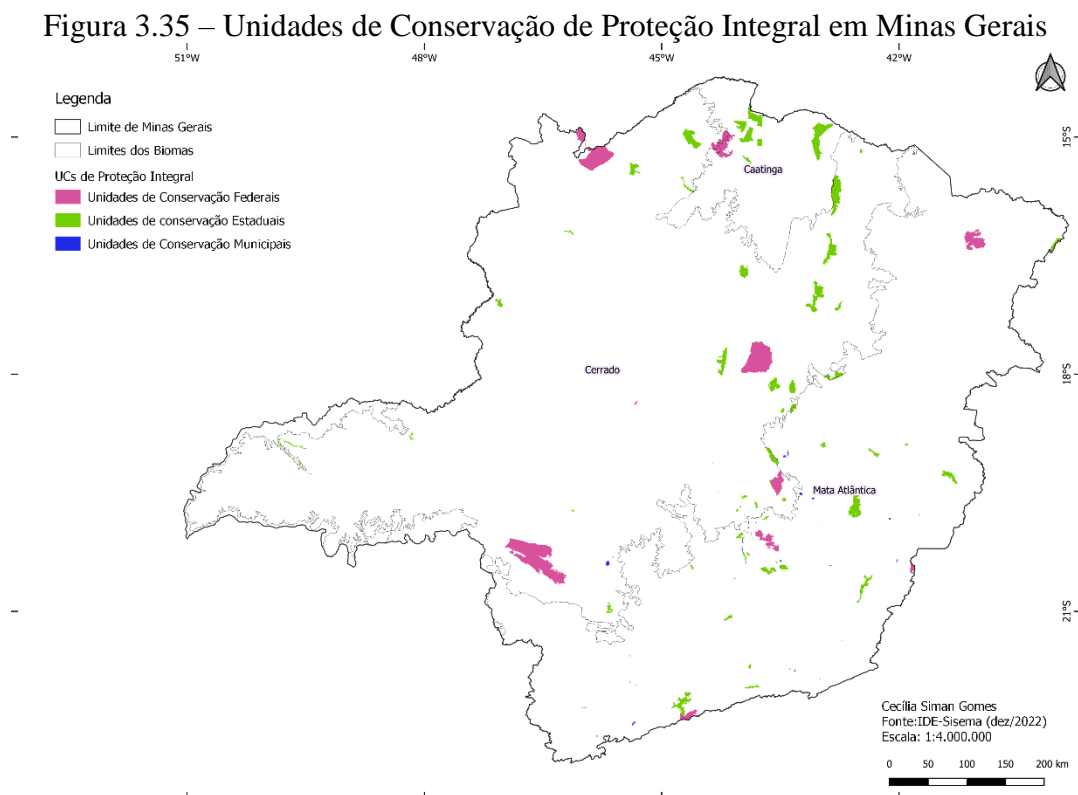 Figura 3.35 – Unidades de Conservação de Proteção Integral em Minas Gerais
51°W 48°W 45°W 42°W
Legenda
Limite de Minas Gerais
Limites dos Biomas
UCs de Proteção Integral
Unidades de Conservação Federais
Unidades de conservação Estaduais
Unidades de Conservação Municipais
15°S
Caatinga
Cerrado
18°S
Mata Atlântica
21°S
Cecília Siman Gomes
Fonte:IDE-Sisema (dez/2022)
Escala: 1:4.000.000
0 50 100 150 200 km